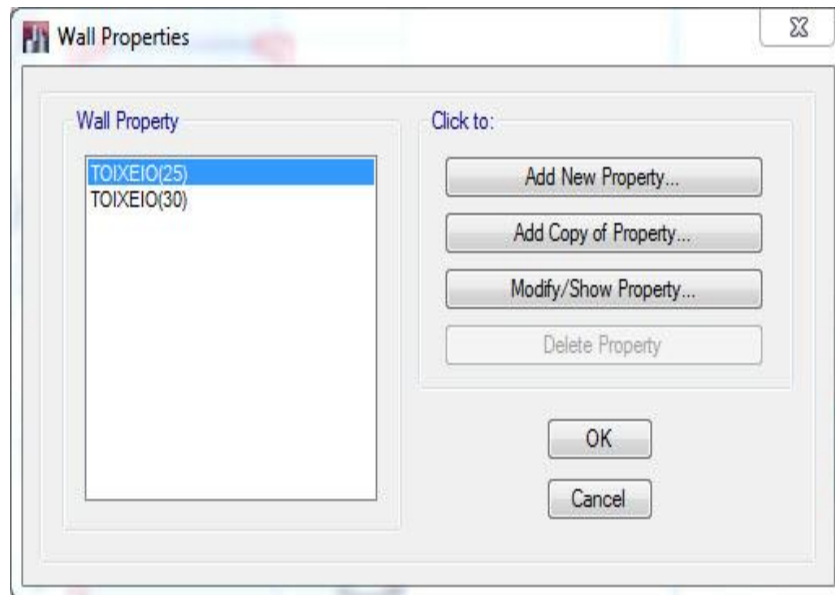 Wall Properties
Wall Property
TOIXEIO(25)
TOIXEIO(30)
Click to:
Add New Property...
Add Copy of Property...
Modify/Show Property...
Delete Property
OK
Cancel